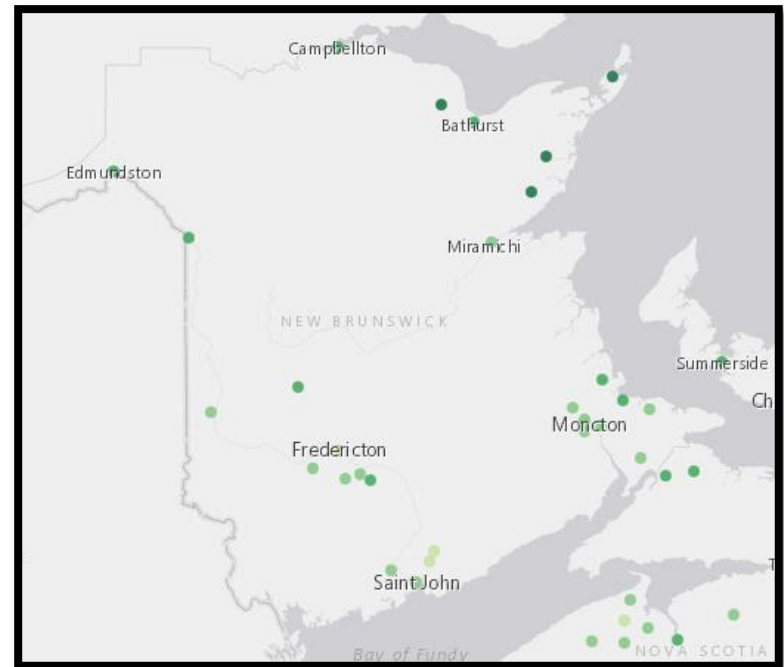 Campbellton
Bathurst
Edmundston
Miramichi
NEW BRUNSWICK
Summerside
Ch
Moncton
Fredericton
Saint John
Bay of Fundy
NOVA SCOTIA